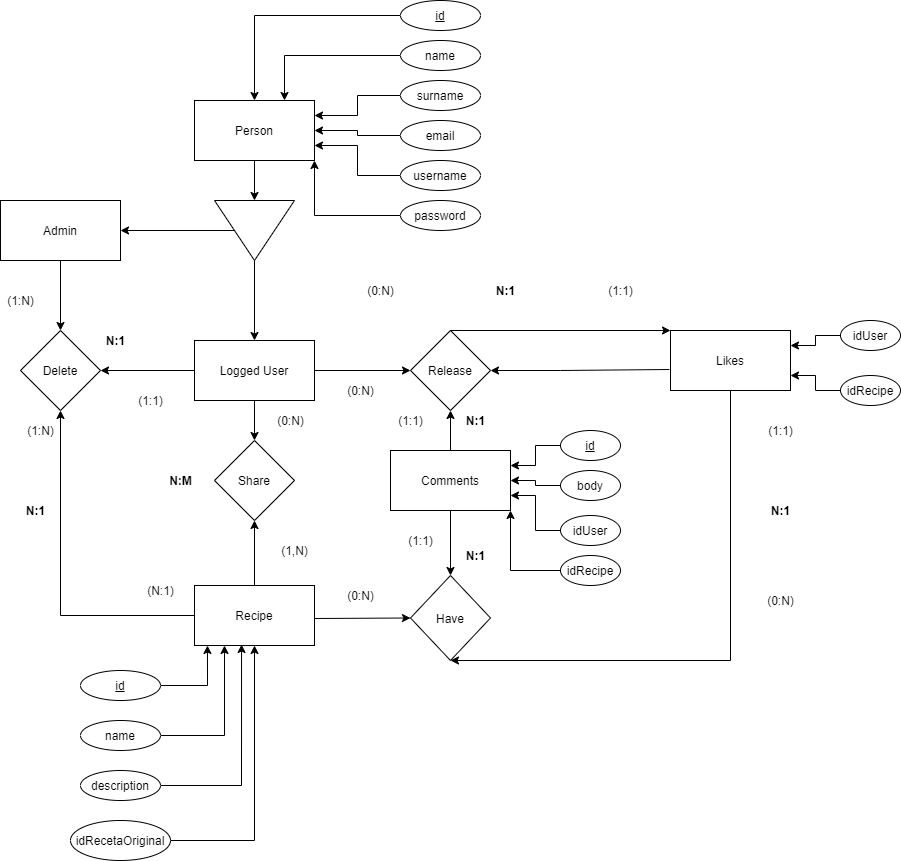 id
name
surname
Person
email
username
password
Admin
(1:N)
(0:N)
N:1
(1:1)
N:1
Delete
Logged User
Release
Likes
idUser
idRecipe
(1:1)
(0:N)
(1:N)
(0:N)
(1:1)
N:1
(1:1)
id
Share
N:M
Comments
body
N:1
N:1
idUser
(1:1)
(1,N)
N:1
idRecipe
(N:1)
(0:N)
(0:N)
Recipe
Have
id
name
description
idRecetaOriginal